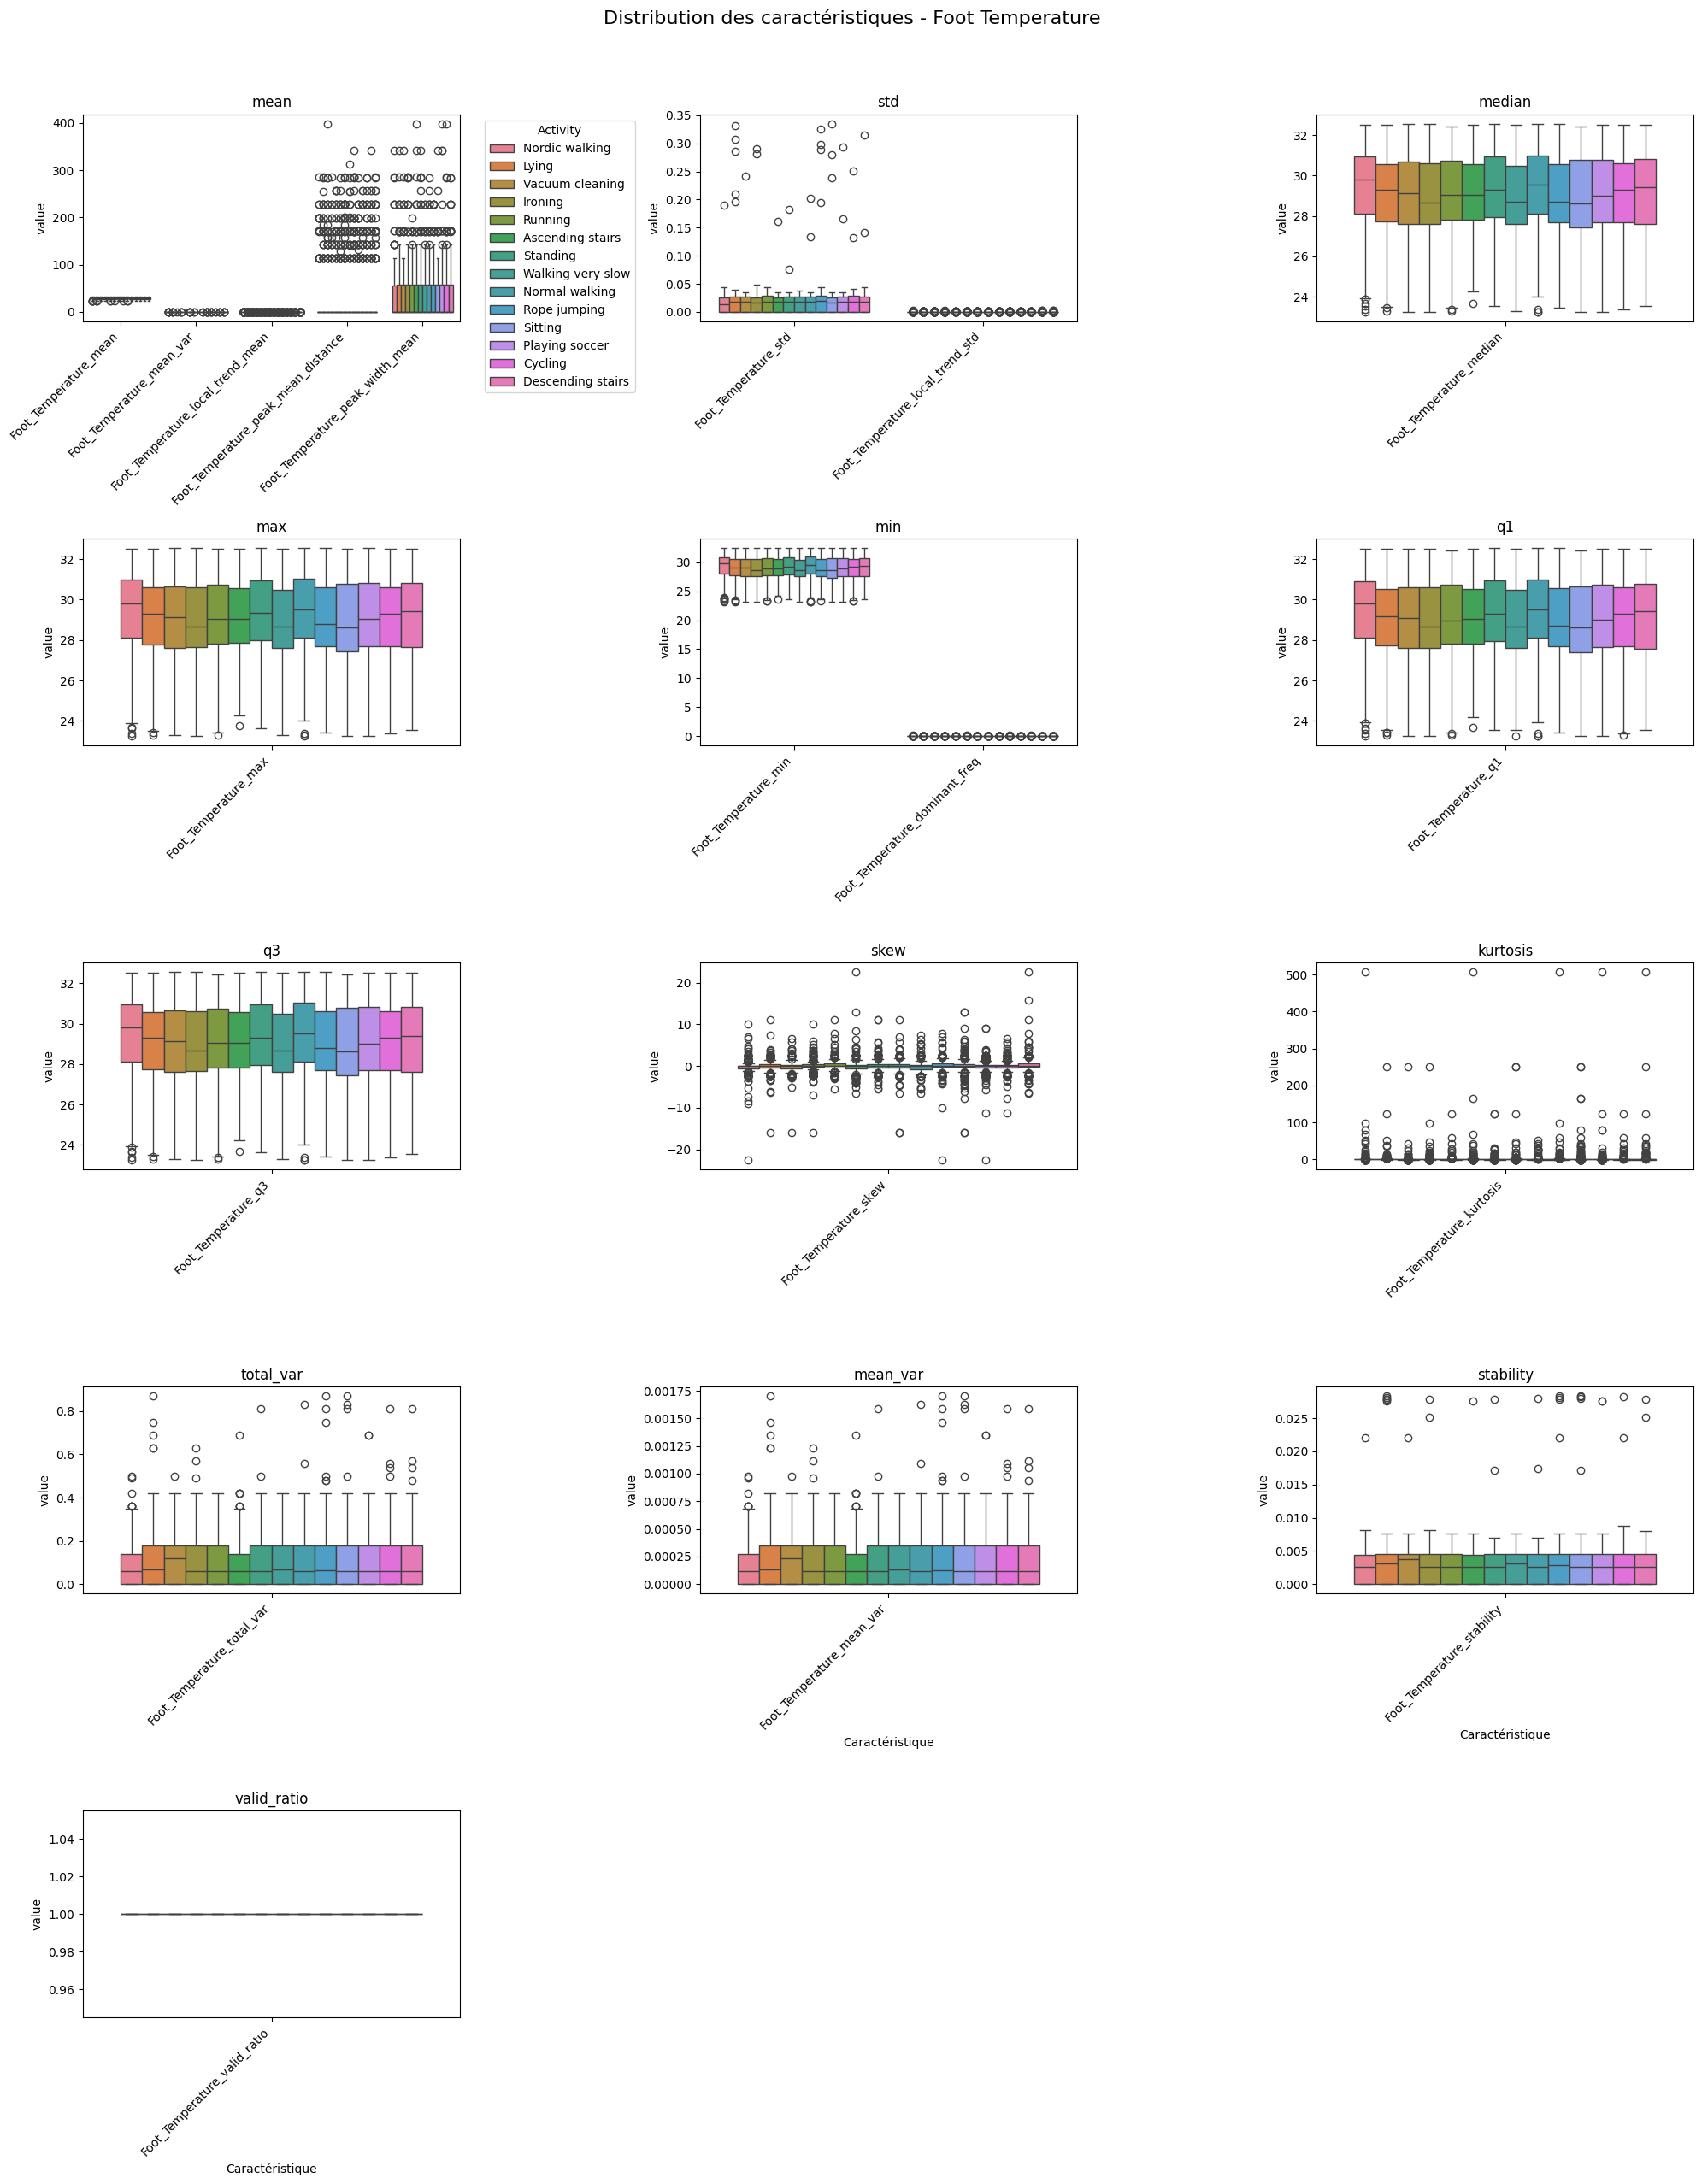 Distribution des caractéristiques - Foot Temperature
mean
400
300
200
100
0
value
Foot_Temperature_mean
Foot_Temperature_mean_var
Foot_Temperature_local_trend_mean
Foot_Temperature_peak_mean_distance
Foot_Temperature_peak_width_mean
Activity
Nordic walking
Lying
Vacuum cleaning
Ironing
Running
Ascending stairs
Standing
Walking very slow
Normal walking
Rope jumping
Sitting
Playing soccer
Cycling
Descending stairs
std
0.35
0.30
0.25
0.20
0.15
0.10
0.05
0.00
value
Foot_Temperature_std
Foot_Temperature_local_trend_std
median
32
30
28
26
24
value
Foot_Temperature_median
max
32
30
28
26
24
value
Foot_Temperature_max
min
30
25
20
15
10
5
0
value
Foot_Temperature_min
Foot_Temperature_dominant_freq
q1
32
30
28
26
24
value
Foot_Temperature_q1
q3
32
30
28
26
24
value
Foot_Temperature_q3
skew
20
10
0
−10
−20
value
Foot_Temperature_skew
kurtosis
500
400
300
200
100
0
value
Foot_Temperature_kurtosis
total_var
0.8
0.6
0.4
0.2
0.0
value
Foot_Temperature_total_var
mean_var
0.00175
0.00150
0.00125
0.00100
0.00075
0.00050
0.00025
0.00000
value
Foot_Temperature_mean_var
Caractéristique
stability
0.025
0.020
0.015
0.010
0.005
0.000
value
Foot_Temperature_stability
Caractéristique
valid_ratio
1.04
1.02
1.00
0.98
0.96
value
Foot_Temperature_valid_ratio
Caractéristique